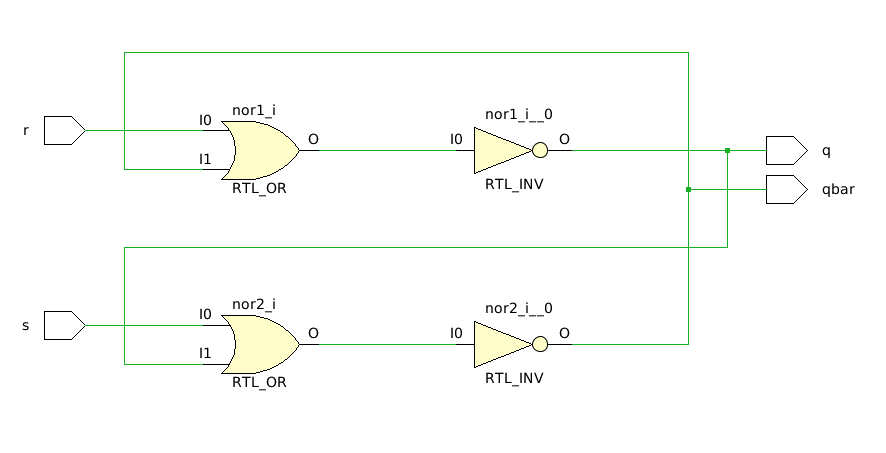 nor1_i
nor1_i__0
r
I0
O
I0
O
q
I1
RTL_OR
RTL_INV
qbar
nor2_i
nor2_i__0
s
I0
O
I0
O
I1
RTL_OR
RTL_INV